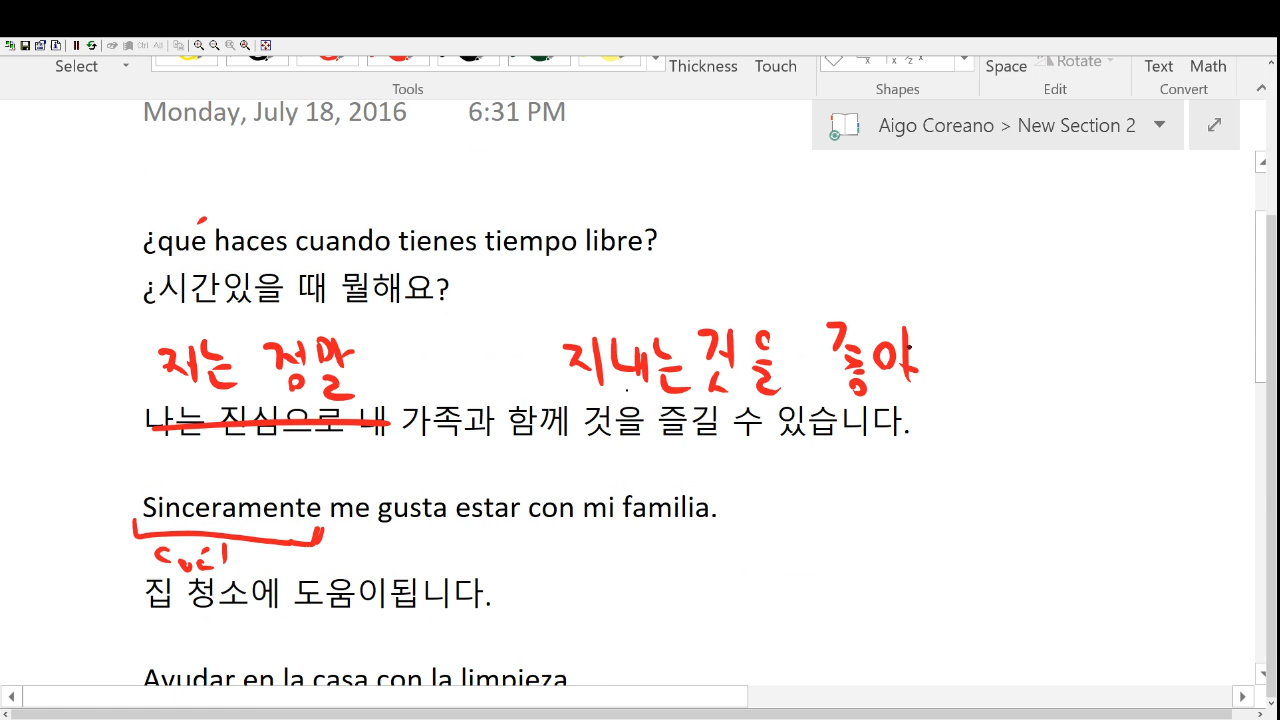 Ctrl All
Select Thickness Touch Space Rotate Text Math
Tools Shapes Edit Convert
Monday, July 18, 2016 6:31 PM
Aigo Coreano > New Section 2
¿qué haces cuando tienes tiempo libre?
¿시간있을 때 뭘해요?
저는 정말 지내는것을 좋아
나는 진심으로 내 가족과 함께 것을 즐길 수 있습니다.
Sinceramente me gusta estar con mi familia.
집 청소에 도움이됩니다.
Ayudar en la casa con la limpieza